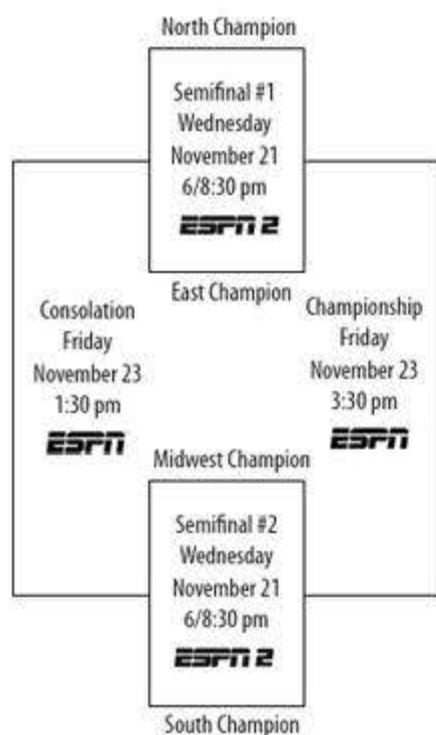 North Champion
Semifinal #1
Wednesday
November 21
6/8:30 pm
ESPN 2
East Champion
Consolation
Friday
November 23
1:30 pm
ESPN
Championship
Friday
November 23
3:30 pm
ESPN
Midwest Champion
Semifinal #2
Wednesday
November 21
6/8:30 pm
ESPN 2
South Champion